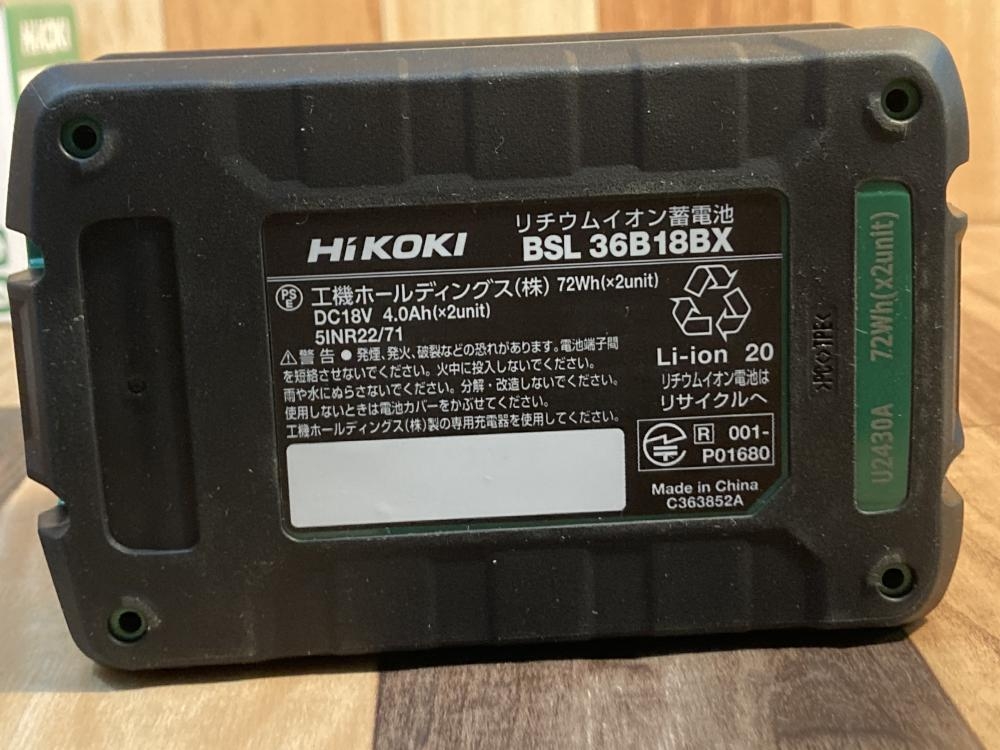 HiKOKI
リチウムイオン蓄電池
HiKOKI BSL 36B18BX
PSE 工機ホールディングス(株) 72Wh(×2unit)
DC18V 4.0Ah(×2unit)
5INR22/71
⚠警告 ●発煙、発火、破裂などの恐れがあります。電池端子間
を短絡させないでください。火中に投入しないでください。
雨や水にぬらさないでください。分解・改造しないでください。
使用しないときは電池カバーをかぶせてください。
工機ホールディングス(株)製の専用充電器を使用してください。
Li-ion 20
リチウムイオン電池は
リサイクルへ
R 001-
P01680
Made in China
C363852A
U2430A 72Wh(x2unit)